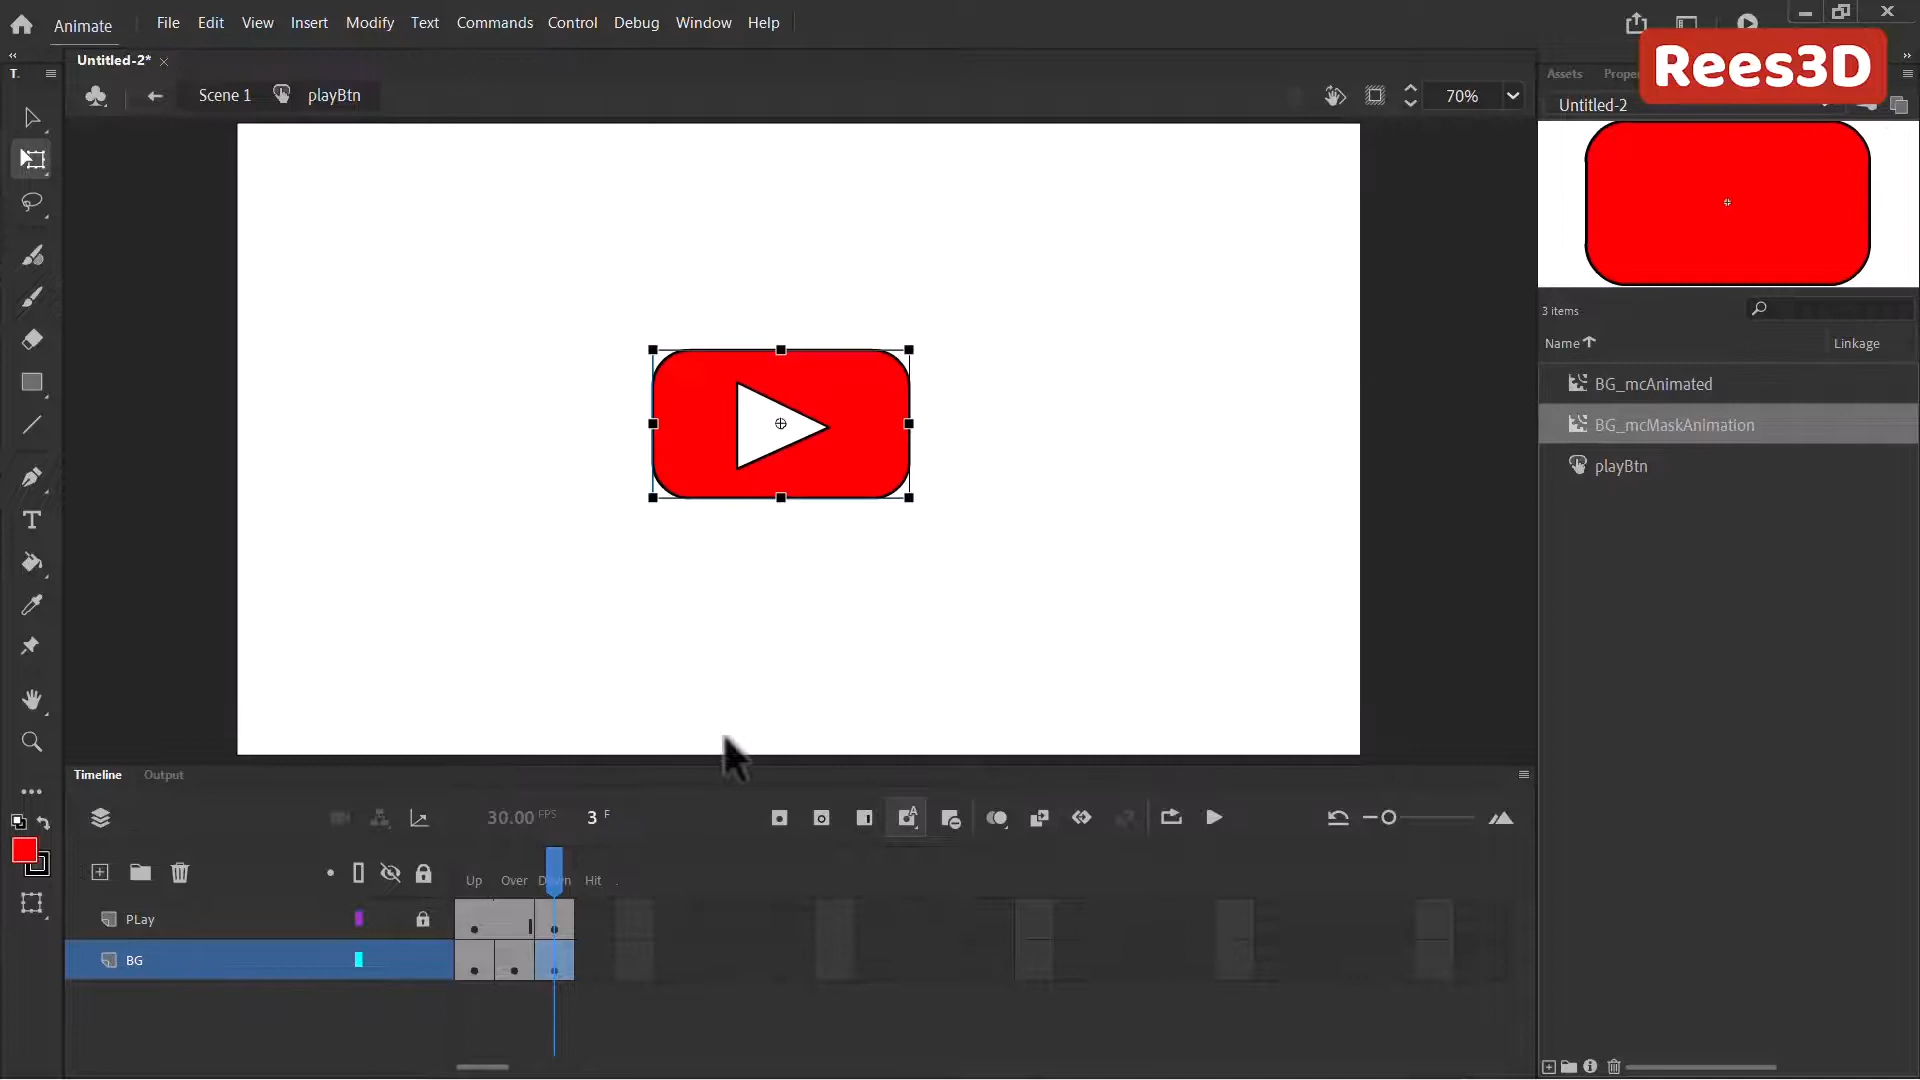 Animate File Edit View Insert Modify Text Commands Control Debug Window Help
Rees3D
Untitled-2*
T.
Assets
Scene 1 playBtn
70%
Untitled-2
3 items
Name Linkage
BG_mcAnimated
BG_mcMaskAnimation
playBtn
Timeline Output
30.00 FPS 3 F
Up Over Down Hit
PLay
BG